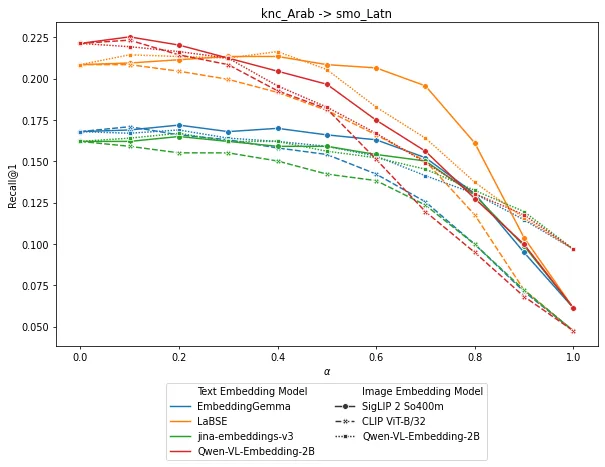 knc_Arab -> smo_Latn
Recall@1
0.225
0.200
0.175
0.150
0.125
0.100
0.075
0.050
0.0
0.2
0.4
0.6
0.8
1.0
α
Text Embedding Model
EmbeddingGemma
LaBSE
jina-embeddings-v3
Qwen-VL-Embedding-2B
Image Embedding Model
SigLIP 2 So400m
CLIP ViT-B/32
Qwen-VL-Embedding-2B